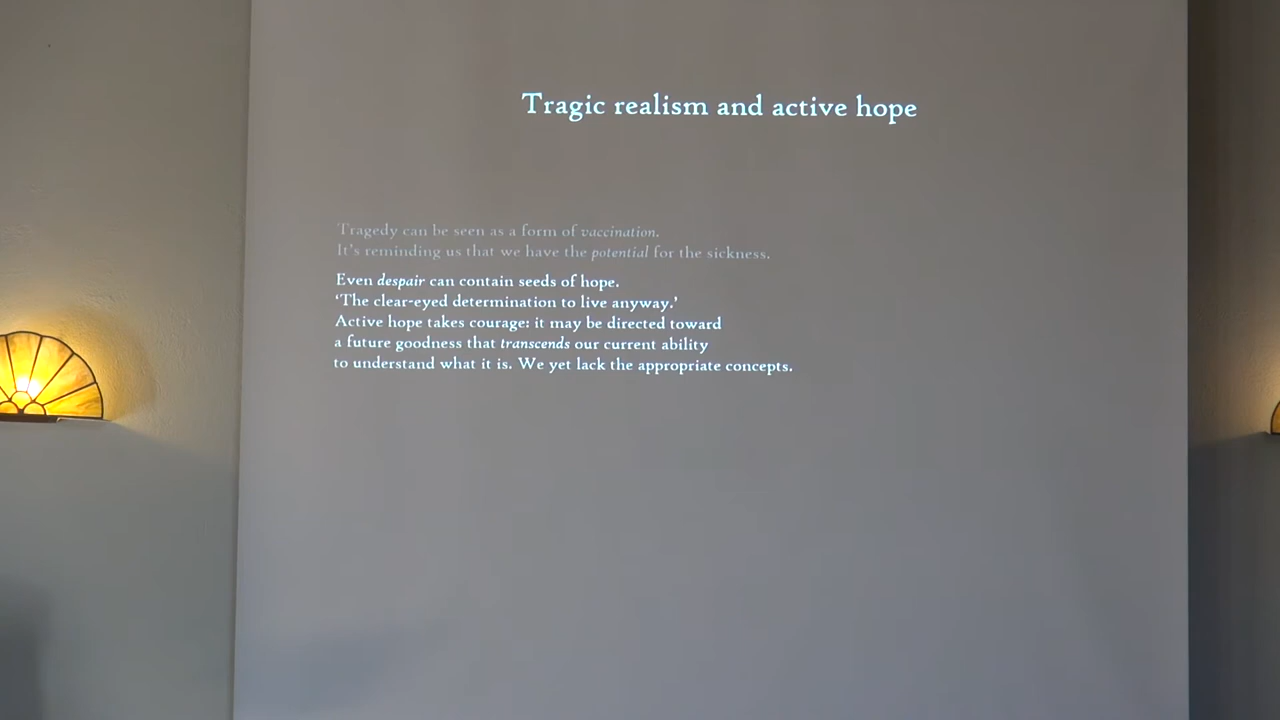 Tragic realism and active hope
Tragedy can be seen as a form of vaccination.
It's reminding us that we have the potential for the sickness.
Even despair can contain seeds of hope.
'The clear-eyed determination to live anyway.'
Active hope takes courage: it may be directed toward
a future goodness that transcends our current ability
to understand what it is. We yet lack the appropriate concepts.